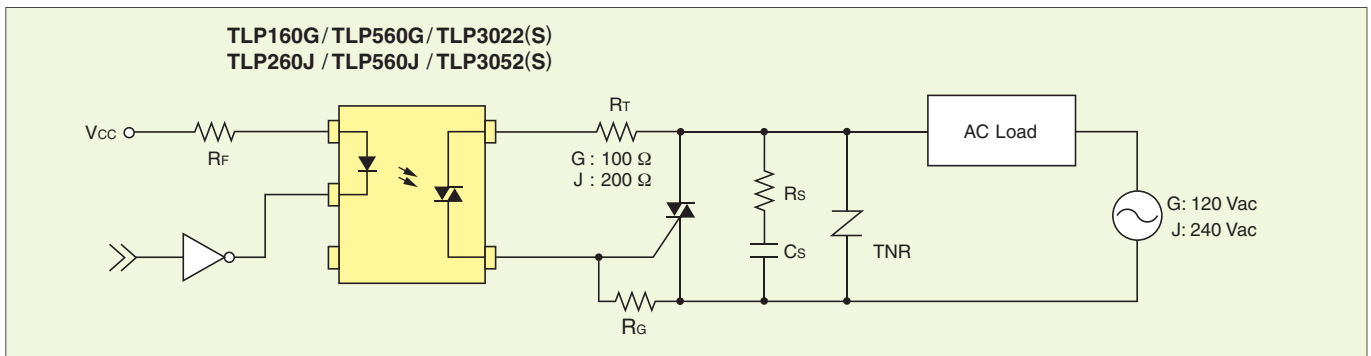 TLP160G/TLP560G/TLP3022(S)
TLP260J / TLP560J / TLP3052(S)
VCC
RF
RT
G : 100 Ω
J : 200 Ω
AC Load
RS
CS
TNR
G: 120 Vac
J: 240 Vac
RG